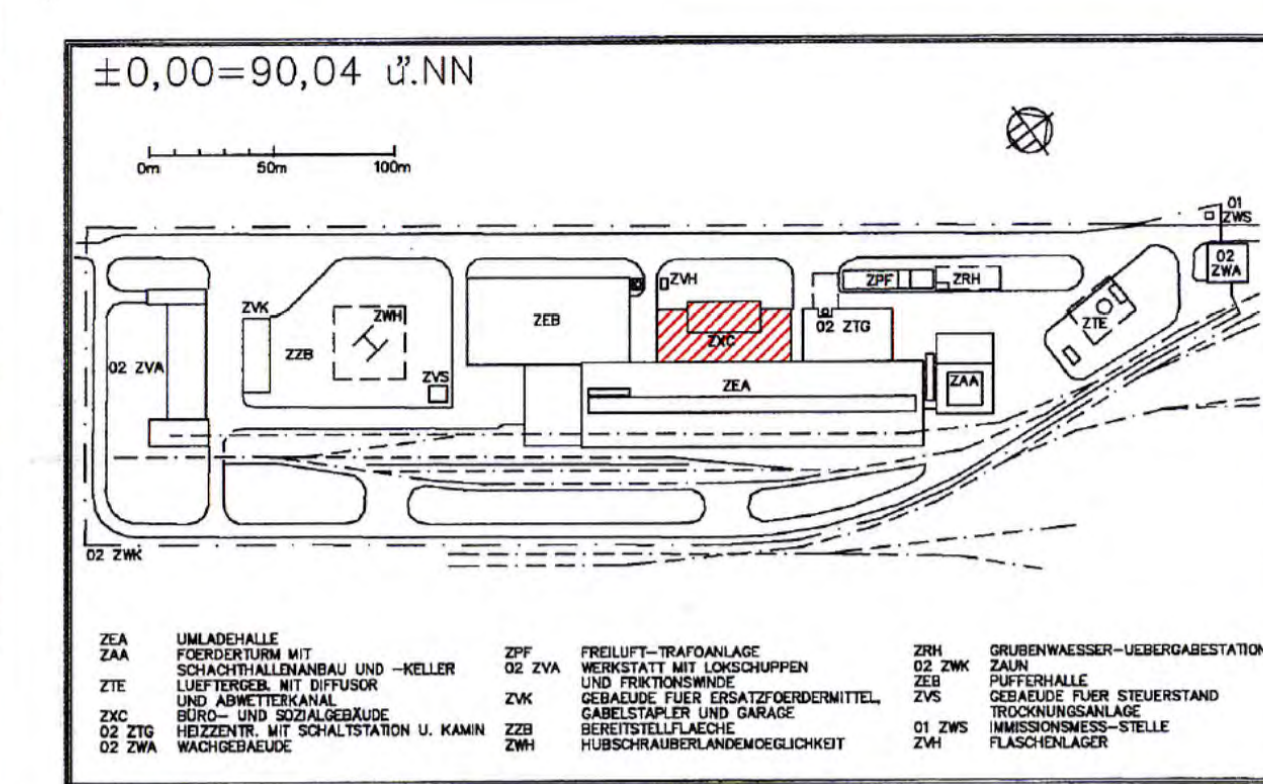 ±0,00=90,04 ü.NN
0m 50m 100m
01
ZWS
02
ZWA
ZVH
ZPF
ZRH
ZVK
ZWH
ZEB
02 ZTG
ZTE
ZZB
ZXC
02 ZVA
ZVS
ZEA
ZAA
02 ZWK
ZEA UMLADEHALLE
ZAA FOERDERTURM MIT
SCHACHTHALLENANBAU UND –KELLER
ZTE LUEFTERGEB. MIT DIFFUSOR
UND ABWETTERKANAL
ZXC BÜRO– UND SOZIALGEBÄUDE
02 ZTG HEIZZENTR. MIT SCHALTSTATION U. KAMIN
02 ZWA WACHGEBAEUDE
ZPF FREILUFT–TRAFOANLAGE
02 ZVA WERKSTATT MIT LOKSCHUPPEN
UND FRIKTIONSWINDE
ZVK GEBAEUDE FUER ERSATZFOERDERMITTEL,
GABELSTAPLER UND GARAGE
ZZB BEREITSTELLFLAECHE
ZWH HUBSCHRAUBERLANDEMOEGLICHKEIT
ZRH GRUBENWAESSER–UEBERGABESTATION
02 ZWK ZAUN
ZEB PUFFERHALLE
ZVS GEBAEUDE FUER STEUERSTAND
TROCKNUNGSANLAGE
01 ZWS IMMISSIONSMESS–STELLE
ZVH FLASCHENLAGER